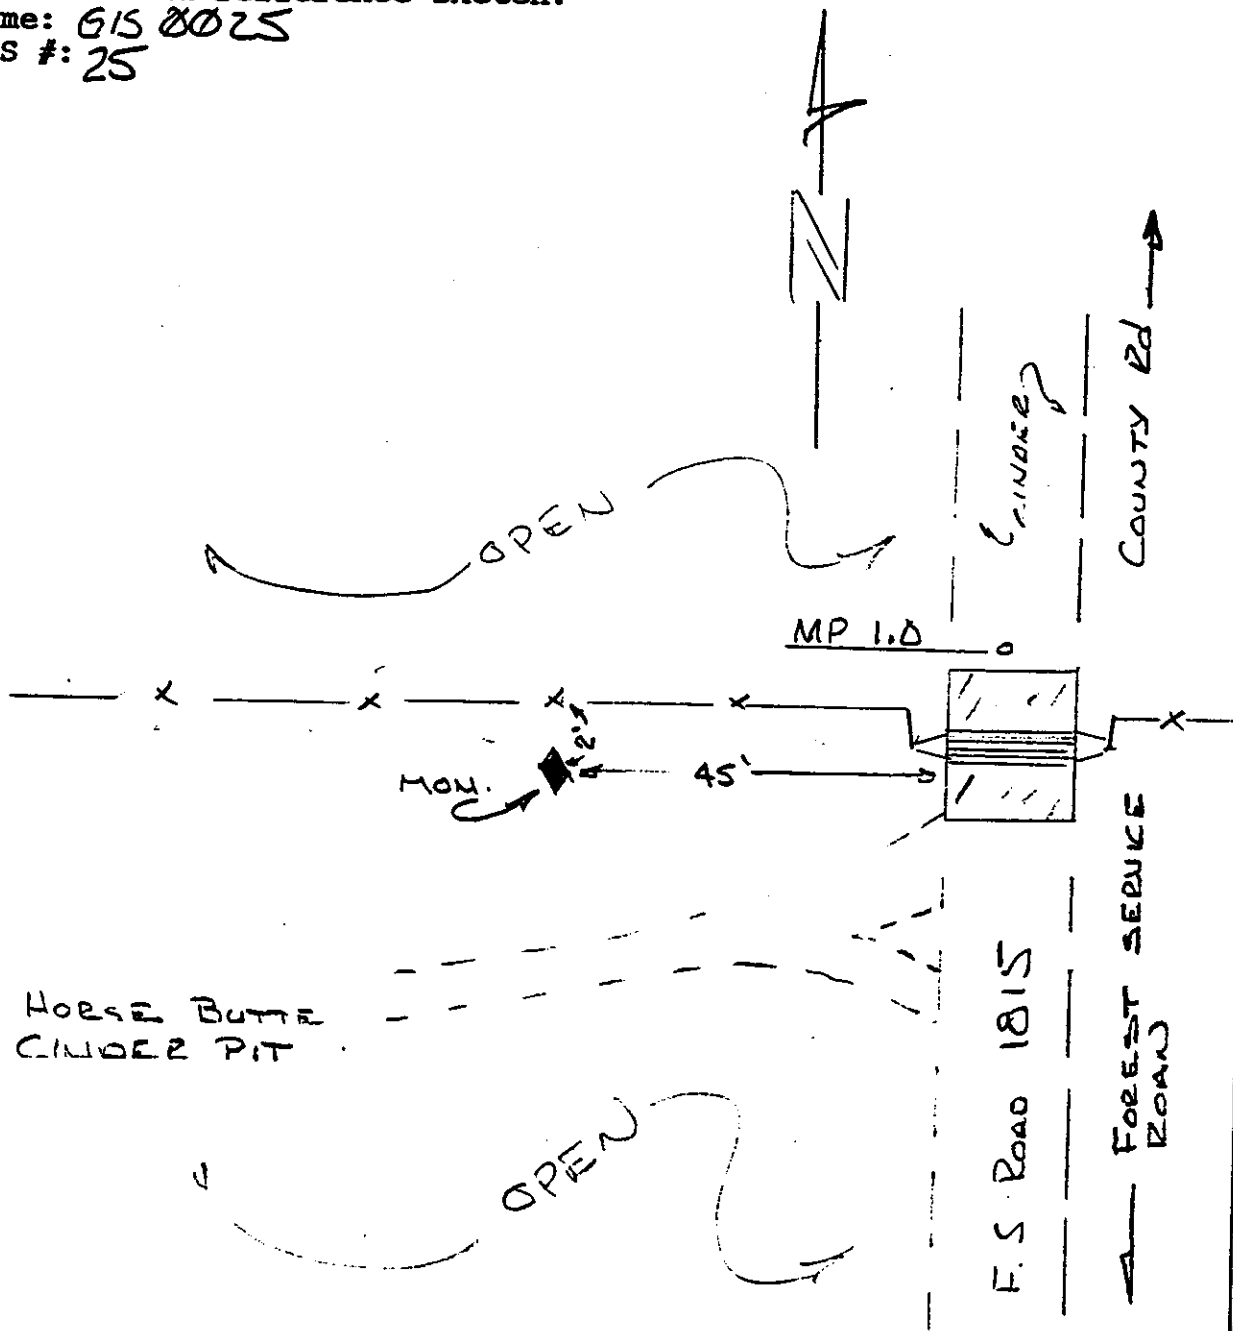 me: GIS 0025
S #: 25
N
COUNTY Rd
CINDER
OPEN
MP 1.0
2'
45'
MON.
HORSE BUTTE
CINDER PIT
F.S ROAD 1815
FOREST SERVICE
ROAD
OPEN